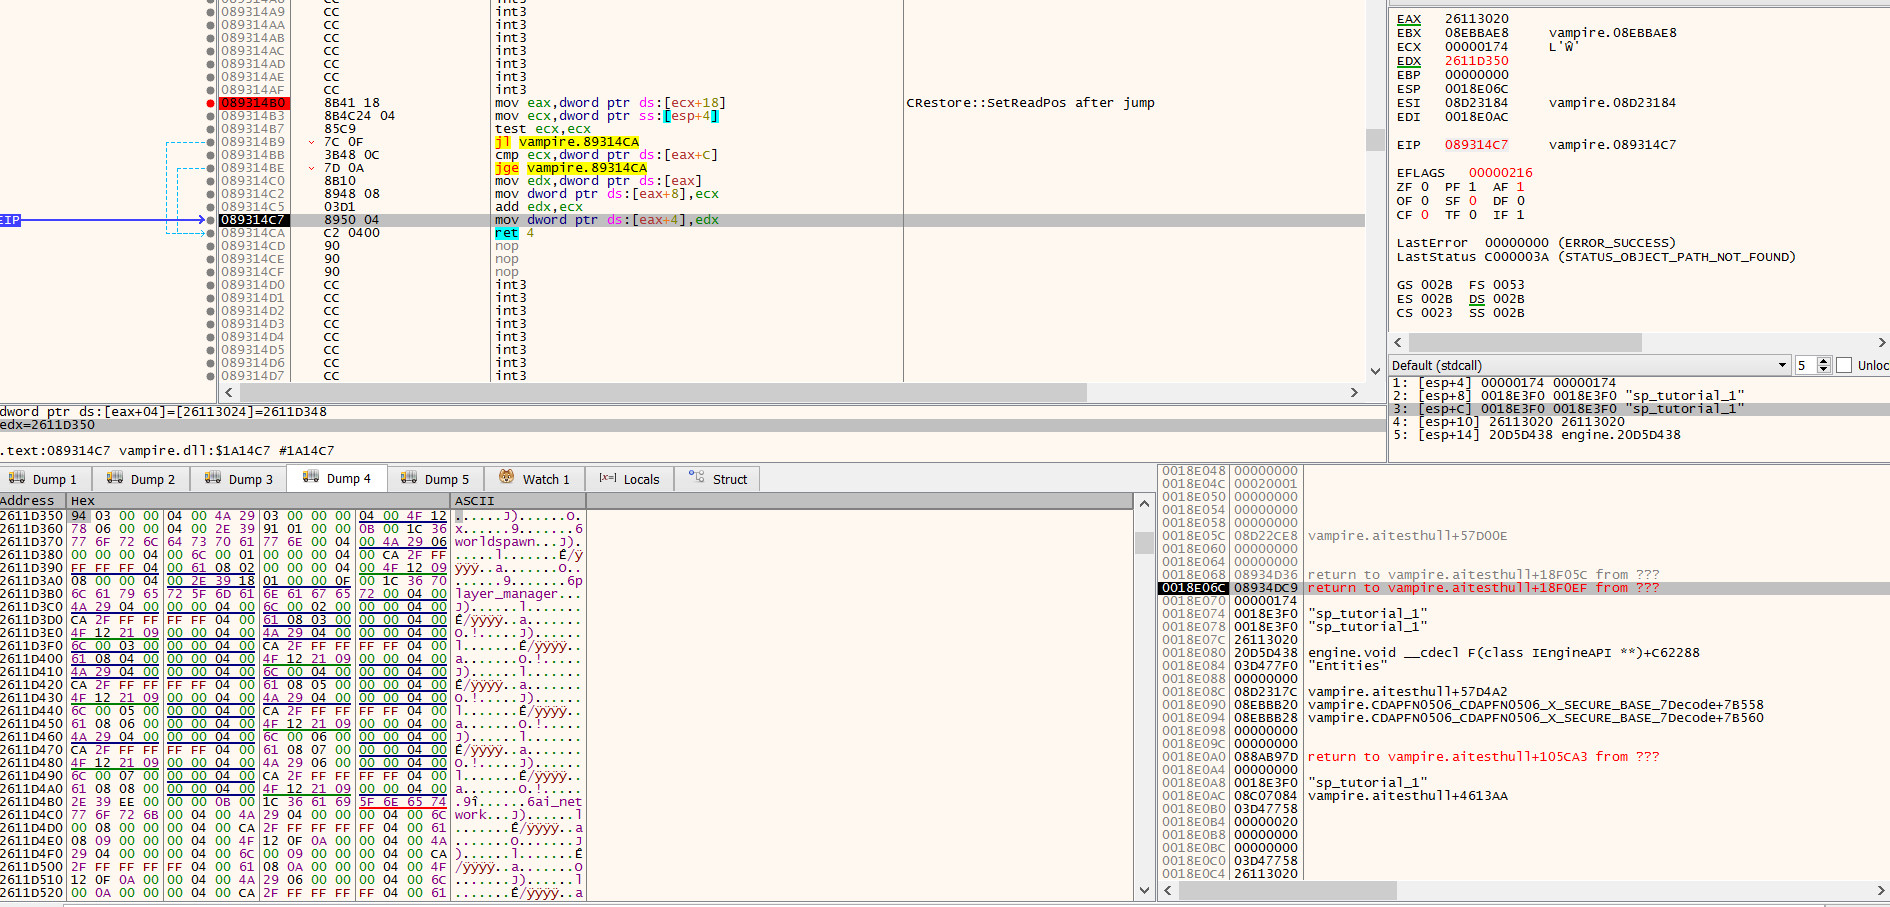 089314A8 CC int3
089314A9 CC int3
089314AA CC int3
089314AB CC int3
089314AC CC int3
089314AD CC int3
089314AE CC int3
089314AF CC int3
089314B0 8B41 18 mov eax,dword ptr ds:[ecx+18] CRestore::SetReadPos after jump
089314B3 8B4C24 04 mov ecx,dword ptr ss:[esp+4]
089314B7 85C9 test ecx,ecx
089314B9 7C 0F jl vampire.89314CA
089314BB 3B48 0C cmp ecx,dword ptr ds:[eax+C]
089314BE 7D 0A jge vampire.89314CA
089314C0 8B10 mov edx,dword ptr ds:[eax]
089314C2 8948 08 mov dword ptr ds:[eax+8],ecx
089314C5 03D1 add edx,ecx
EIP 089314C7 8950 04 mov dword ptr ds:[eax+4],edx
089314CA C2 0400 ret 4
089314CD 90 nop
089314CE 90 nop
089314CF 90 nop
089314D0 CC int3
089314D1 CC int3
089314D2 CC int3
089314D3 CC int3
089314D4 CC int3
089314D5 CC int3
089314D6 CC int3
089314D7 CC int3
dword ptr ds:[eax+04]=[26113024]=2611D348
edx=2611D350
.text:089314C7 vampire.dll:$1A14C7 #1A14C7
EAX 26113020
EBX 08EBBAE8 vampire.08EBBAE8
ECX 00000174 L'Ŵ'
EDX 2611D350
EBP 00000000
ESP 0018E06C
ESI 08D23184 vampire.08D23184
EDI 0018E0AC
EIP 089314C7 vampire.089314C7
EFLAGS 00000216
ZF 0 PF 1 AF 1
OF 0 SF 0 DF 0
CF 0 TF 0 IF 1
LastError 00000000 (ERROR_SUCCESS)
LastStatus C000003A (STATUS_OBJECT_PATH_NOT_FOUND)
GS 002B FS 0053
ES 002B DS 002B
CS 0023 SS 002B
Default (stdcall) 5 Unloc
1: [esp+4] 00000174 00000174
2: [esp+8] 0018E3F0 0018E3F0 "sp_tutorial_1"
3: [esp+C] 0018E3F0 0018E3F0 "sp_tutorial_1"
4: [esp+10] 26113020 26113020
5: [esp+14] 20D5D438 engine.20D5D438
Dump 1 Dump 2 Dump 3 Dump 4 Dump 5 Watch 1 [x=] Locals Struct
Address Hex ASCII
2611D350 94 03 00 00 04 00 4A 29 03 00 00 00 04 00 4F 12 ......J)......O.
2611D360 78 06 00 00 04 00 2E 39 91 01 00 00 0B 00 1C 36 x......9.......6
2611D370 77 6F 72 6C 64 73 70 61 77 6E 00 04 00 4A 29 06 worldspawn...J).
2611D380 00 00 00 04 00 6C 00 01 00 00 00 04 00 CA 2F FF .....l.......Ê/ÿ
2611D390 FF FF FF 04 00 61 08 02 00 00 00 04 00 4F 12 09 ÿÿÿ..a.......O..
2611D3A0 08 00 00 04 00 2E 39 18 01 00 00 0F 00 1C 36 70 ......9.......6p
2611D3B0 6C 61 79 65 72 5F 6D 61 6E 61 67 65 72 00 04 00 layer_manager...
2611D3C0 4A 29 04 00 00 00 04 00 6C 00 02 00 00 00 04 00 J)......l.......
2611D3D0 CA 2F FF FF FF FF 04 00 61 08 03 00 00 00 04 00 Ê/ÿÿÿÿ..a.......
2611D3E0 4F 12 21 09 00 00 04 00 4A 29 04 00 00 00 04 00 O.!.....J)......
2611D3F0 6C 00 03 00 00 00 04 00 CA 2F FF FF FF FF 04 00 l.......Ê/ÿÿÿÿ..
2611D400 61 08 04 00 00 00 04 00 4F 12 21 09 00 00 04 00 a.......O.!.....
2611D410 4A 29 04 00 00 00 04 00 6C 00 04 00 00 00 04 00 J)......l.......
2611D420 CA 2F FF FF FF FF 04 00 61 08 05 00 00 00 04 00 Ê/ÿÿÿÿ..a.......
2611D430 4F 12 21 09 00 00 04 00 4A 29 04 00 00 00 04 00 O.!.....J)......
2611D440 6C 00 05 00 00 00 04 00 CA 2F FF FF FF FF 04 00 l.......Ê/ÿÿÿÿ..
2611D450 61 08 06 00 00 00 04 00 4F 12 21 09 00 00 04 00 a.......O.!.....
2611D460 4A 29 04 00 00 00 04 00 6C 00 06 00 00 00 04 00 J)......l.......
2611D470 CA 2F FF FF FF FF 04 00 61 08 07 00 00 00 04 00 Ê/ÿÿÿÿ..a.......
2611D480 4F 12 21 09 00 00 04 00 4A 29 06 00 00 00 04 00 O.!.....J)......
2611D490 6C 00 07 00 00 00 04 00 CA 2F FF FF FF FF 04 00 l.......Ê/ÿÿÿÿ..
2611D4A0 61 08 08 00 00 00 04 00 4F 12 21 09 00 00 04 00 a.......O.!.....
2611D4B0 2E 39 EE 00 00 00 0B 00 1C 36 61 69 5F 6E 65 74 .9î......6ai_net
2611D4C0 77 6F 72 6B 00 04 00 4A 29 04 00 00 00 04 00 6C work...J)......l
2611D4D0 00 08 00 00 00 04 00 CA 2F FF FF FF FF 04 00 61 .......Ê/ÿÿÿÿ..a
2611D4E0 08 09 00 00 00 04 00 4F 12 0F 0A 00 00 04 00 4A .......O.......J
2611D4F0 29 04 00 00 00 04 00 6C 00 09 00 00 00 04 00 CA )......l.......Ê
2611D500 2F FF FF FF FF 04 00 61 08 0A 00 00 00 04 00 4F /ÿÿÿÿ..a.......O
2611D510 12 0F 0A 00 00 04 00 4A 29 06 00 00 00 04 00 6C .......J)......l
2611D520 00 0A 00 00 00 04 00 CA 2F FF FF FF FF 04 00 61 .......Ê/ÿÿÿÿ..a
0018E048 00000000
0018E04C 00020001
0018E050 00000000
0018E054 00000000
0018E058 00000000
0018E05C 08D22CE8 vampire.aitesthull+57D00E
0018E060 00000000
0018E064 00000000
0018E068 08934D36 return to vampire.aitesthull+18F05C from ???
0018E06C 08934DC9 return to vampire.aitesthull+18F0EF from ???
0018E070 00000174
0018E074 0018E3F0 "sp_tutorial_1"
0018E078 0018E3F0 "sp_tutorial_1"
0018E07C 26113020
0018E080 20D5D438 engine.void __cdecl F(class IEngineAPI **)+C62288
0018E084 03D477F0 "Entities"
0018E088 00000000
0018E08C 08D2317C vampire.aitesthull+57D4A2
0018E090 08EBBB20 vampire.CDAPFN0506_CDAPFN0506_X_SECURE_BASE_7Decode+7B558
0018E094 08EBBB28 vampire.CDAPFN0506_CDAPFN0506_X_SECURE_BASE_7Decode+7B560
0018E098 00000000
0018E09C 00000000
0018E0A0 088AB97D return to vampire.aitesthull+105CA3 from ???
0018E0A4 00000000
0018E0A8 0018E3F0 "sp_tutorial_1"
0018E0AC 08C07084 vampire.aitesthull+4613AA
0018E0B0 03D47758
0018E0B4 00000020
0018E0B8 00000000
0018E0BC 00000000
0018E0C0 03D47758
0018E0C4 26113020